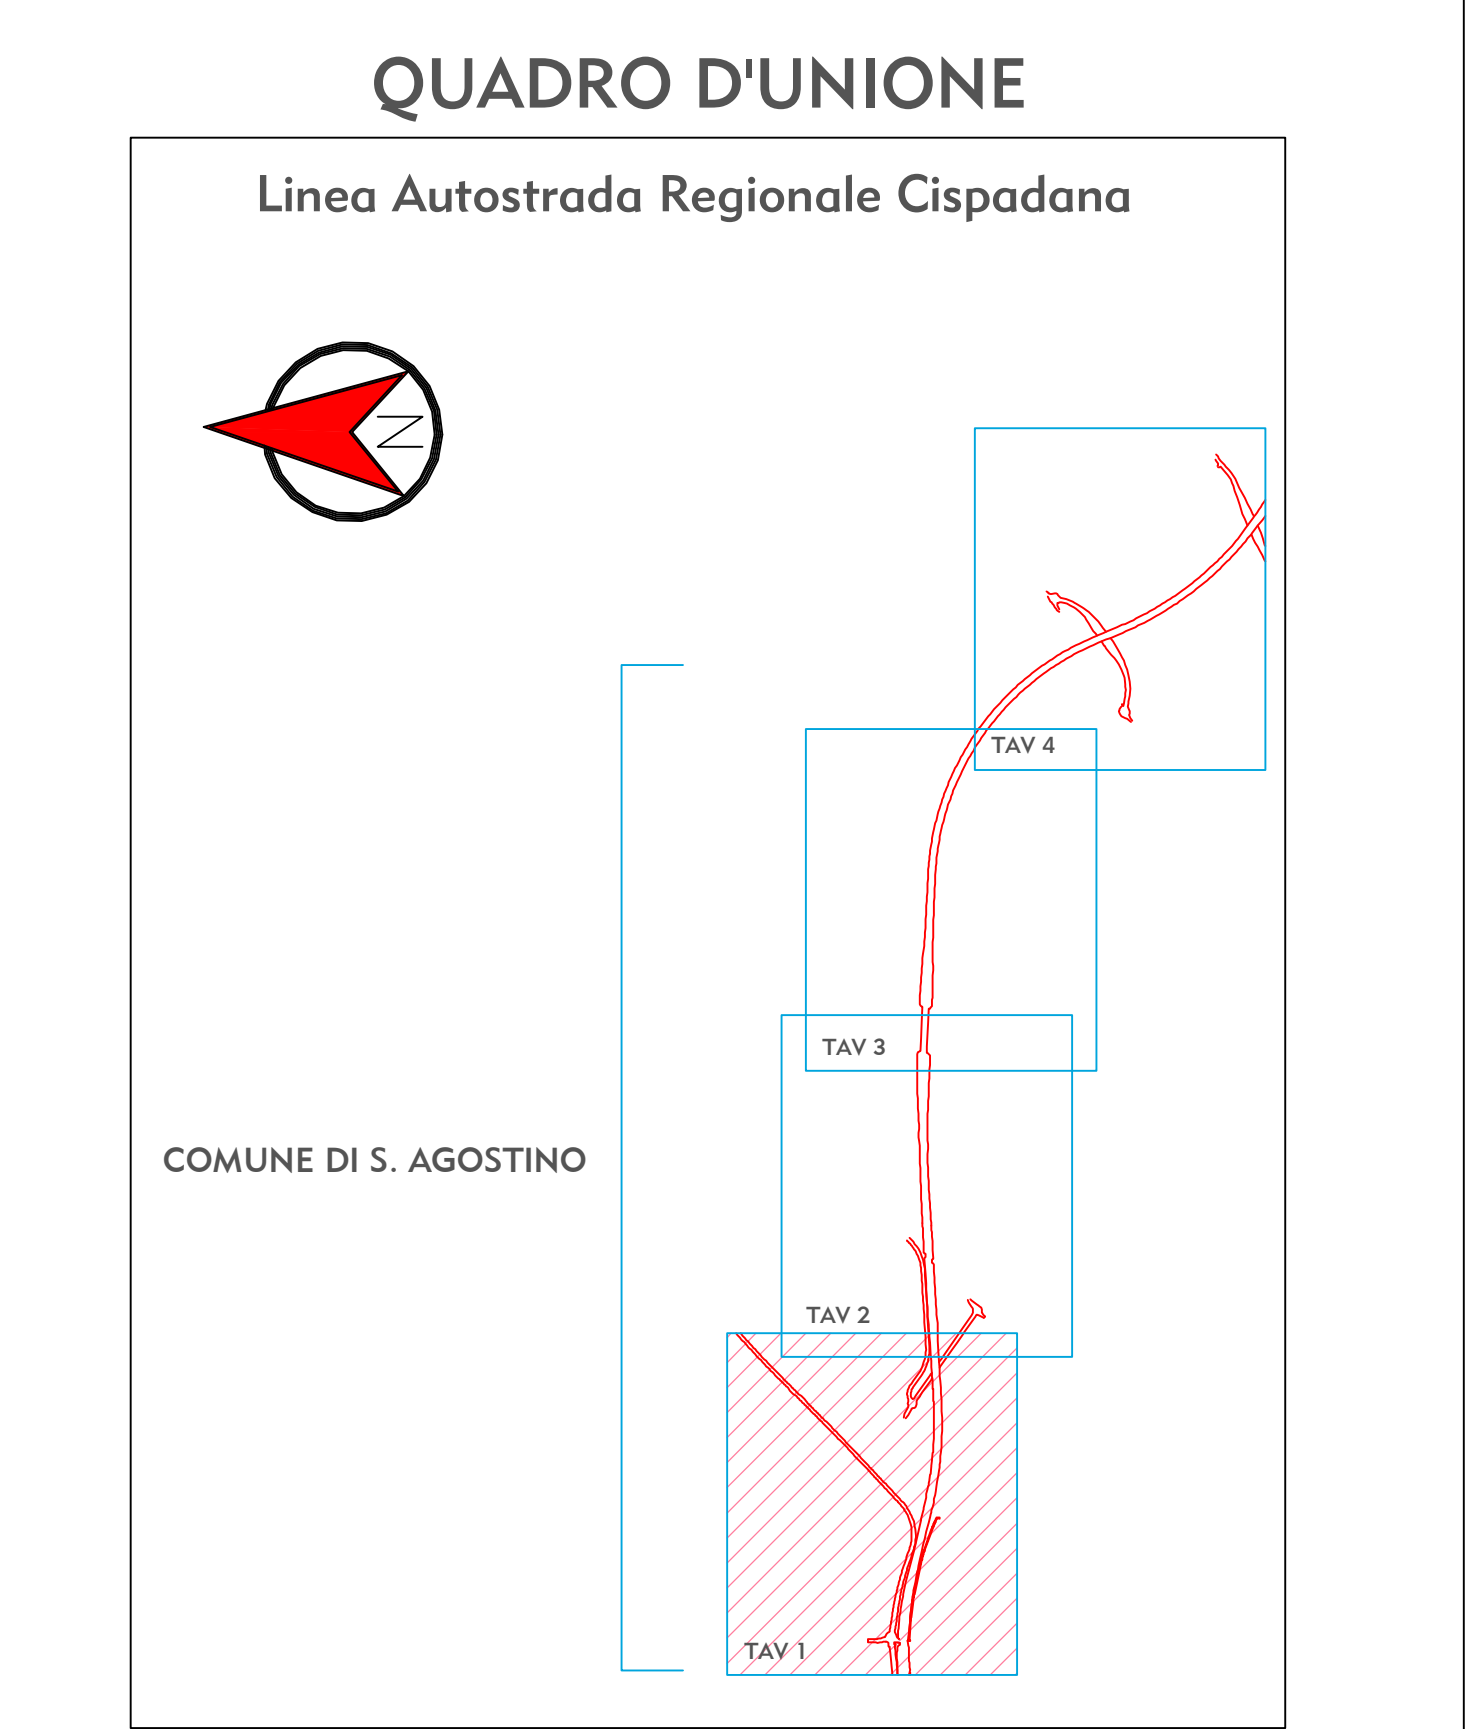 QUADRO D'UNIONE
Linea Autostrada Regionale Cispadana
N
TAV 4
TAV 3
COMUNE DI S. AGOSTINO
TAV 2
TAV 1